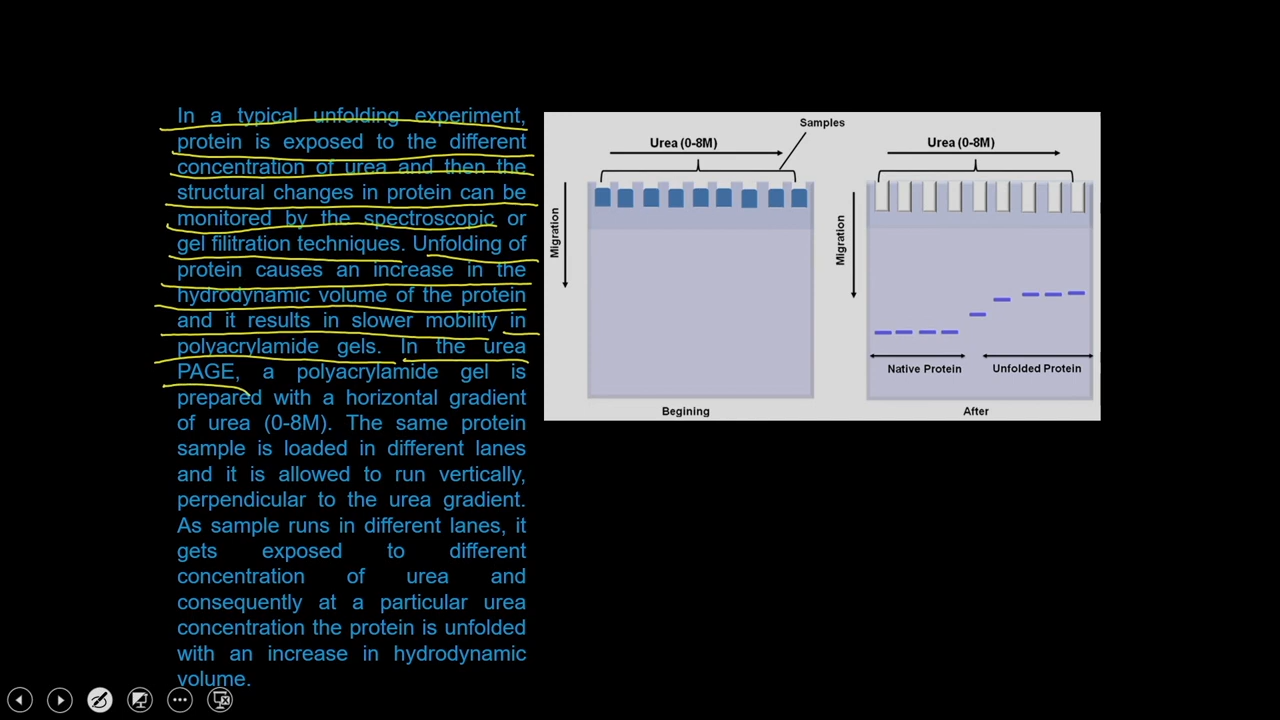 In a typical unfolding experiment,
protein is exposed to the different
concentration of urea and then the
structural changes in protein can be
monitored by the spectroscopic or
gel filitration techniques. Unfolding of
protein causes an increase in the
hydrodynamic volume of the protein
and it results in slower mobility in
polyacrylamide gels. In the urea
PAGE, a polyacrylamide gel is
prepared with a horizontal gradient
of urea (0-8M). The same protein
sample is loaded in different lanes
and it is allowed to run vertically,
perpendicular to the urea gradient.
As sample runs in different lanes, it
gets exposed to different
concentration of urea and
consequently at a particular urea
concentration the protein is unfolded
with an increase in hydrodynamic
volume.
Samples
Urea (0-8M)
Migration
Begining
Urea (0-8M)
Migration
Native Protein
Unfolded Protein
After